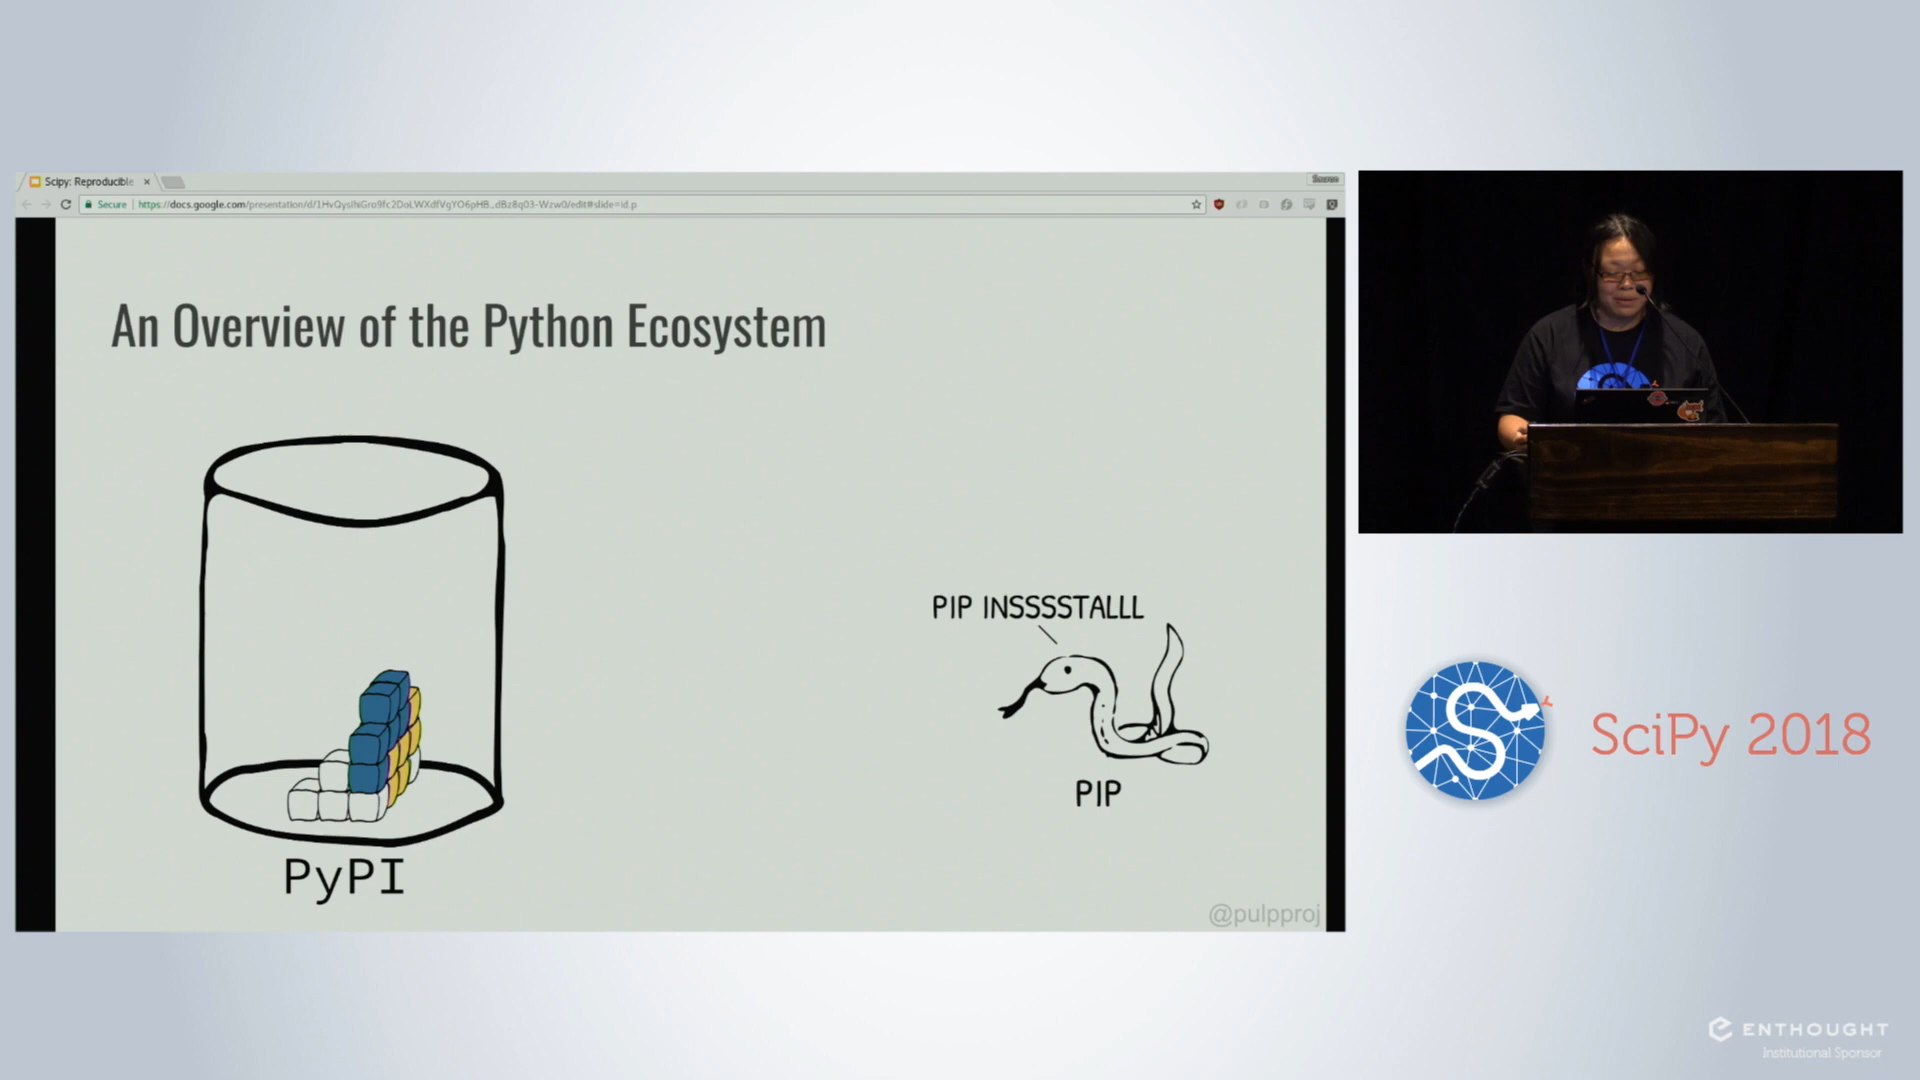 Scipy: Reproducible
Secure
An Overview of the Python Ecosystem
PIP INSSSSTALLL
PIP
PyPI
@pulpproj
SciPy 2018
ENTHOUGHT
Institutional Sponsor